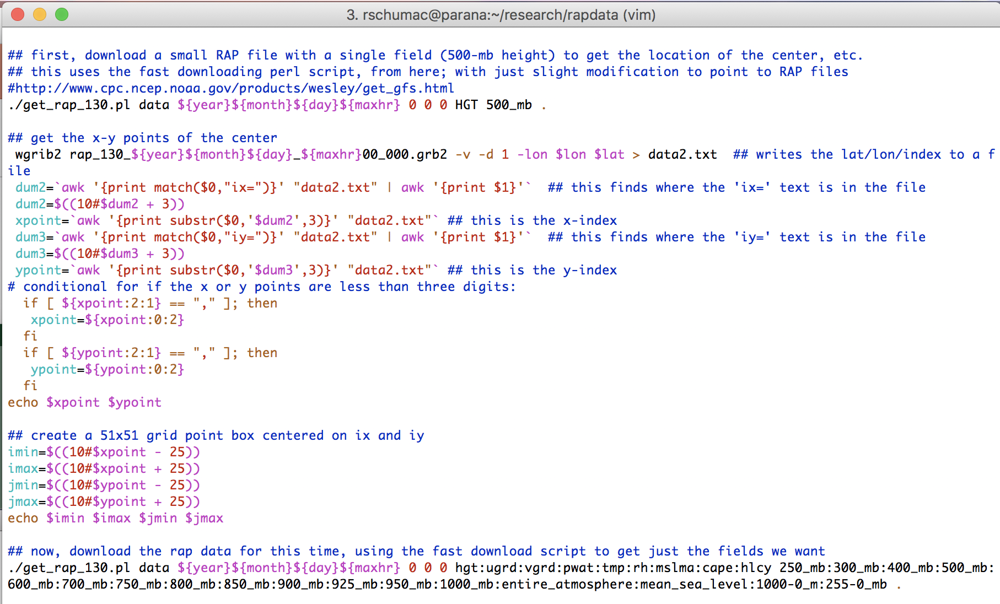 3. rschumac@parana:~/research/rapdata (vim)
## first, download a small RAP file with a single field (500-mb height) to get the location of the center, etc.
## this uses the fast downloading perl script, from here; with just slight modification to point to RAP files
#http://www.cpc.ncep.noaa.gov/products/wesley/get_gfs.html
./get_rap_130.pl data ${year}${month}${day}${maxhr} 0 0 0 HGT 500_mb .
## get the x-y points of the center
 wgrib2 rap_130_${year}${month}${day}_${maxhr}00_000.grb2 -v -d 1 -lon $lon $lat > data2.txt  ## writes the lat/lon/index to a f
ile
 dum2=`awk '{print match($0,"ix=")}' "data2.txt" | awk '{print $1}'`  ## this finds where the 'ix=' text is in the file
 dum2=$((10#$dum2 + 3))
 xpoint=`awk '{print substr($0,'$dum2',3)}' "data2.txt"` ## this is the x-index
 dum3=`awk '{print match($0,"iy=")}' "data2.txt" | awk '{print $1}'`  ## this finds where the 'iy=' text is in the file
 dum3=$((10#$dum3 + 3))
 ypoint=`awk '{print substr($0,'$dum3',3)}' "data2.txt"` ## this is the y-index
# conditional for if the x or y points are less than three digits:
  if [ ${xpoint:2:1} == "," ]; then
   xpoint=${xpoint:0:2}
  fi
  if [ ${ypoint:2:1} == "," ]; then
   ypoint=${ypoint:0:2}
  fi
echo $xpoint $ypoint
## create a 51x51 grid point box centered on ix and iy
imin=$((10#$xpoint - 25))
imax=$((10#$xpoint + 25))
jmin=$((10#$ypoint - 25))
jmax=$((10#$ypoint + 25))
echo $imin $imax $jmin $jmax
## now, download the rap data for this time, using the fast download script to get just the fields we want
./get_rap_130.pl data ${year}${month}${day}${maxhr} 0 0 0 hgt:ugrd:vgrd:pwat:tmp:rh:mslma:cape:hlcy 250_mb:300_mb:400_mb:500_mb:
600_mb:700_mb:750_mb:800_mb:850_mb:900_mb:925_mb:950_mb:1000_mb:entire_atmosphere:mean_sea_level:1000-0_m:255-0_mb .